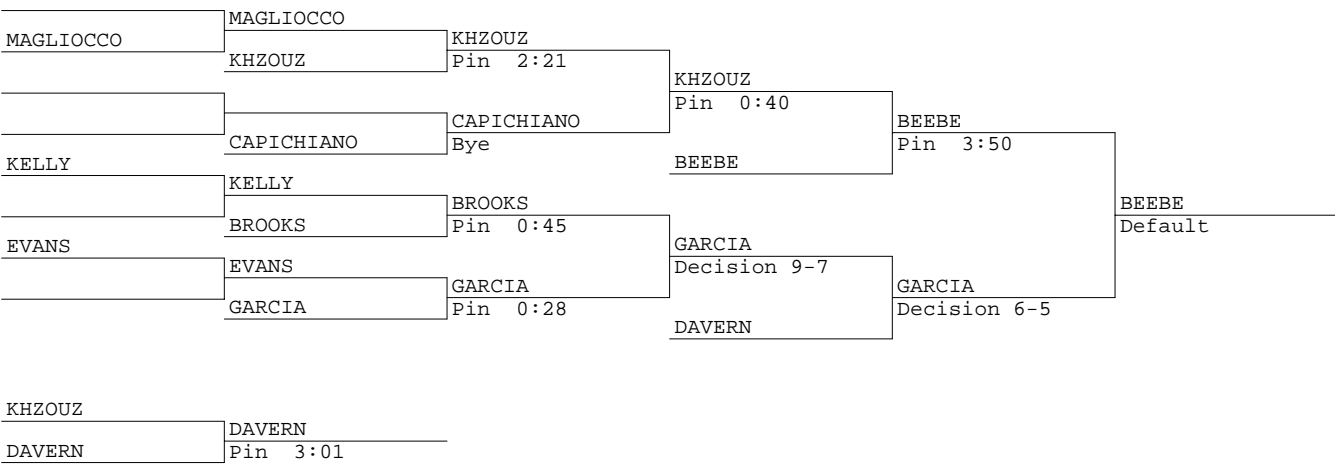 MAGLIOCCO
MAGLIOCCO
KHZOUZ
KHZOUZ
Pin 2:21
KHZOUZ
Pin 0:40
CAPICHIANO
CAPICHIANO
Bye
BEEBE
BEEBE
Pin 3:50
KELLY
KELLY
BROOKS
BROOKS
Pin 0:45
BEEBE
Default
EVANS
EVANS
GARCIA
GARCIA
Pin 0:28
GARCIA
Decision 9-7
DAVERN
GARCIA
Decision 6-5
KHZOUZ
DAVERN
DAVERN
Pin 3:01